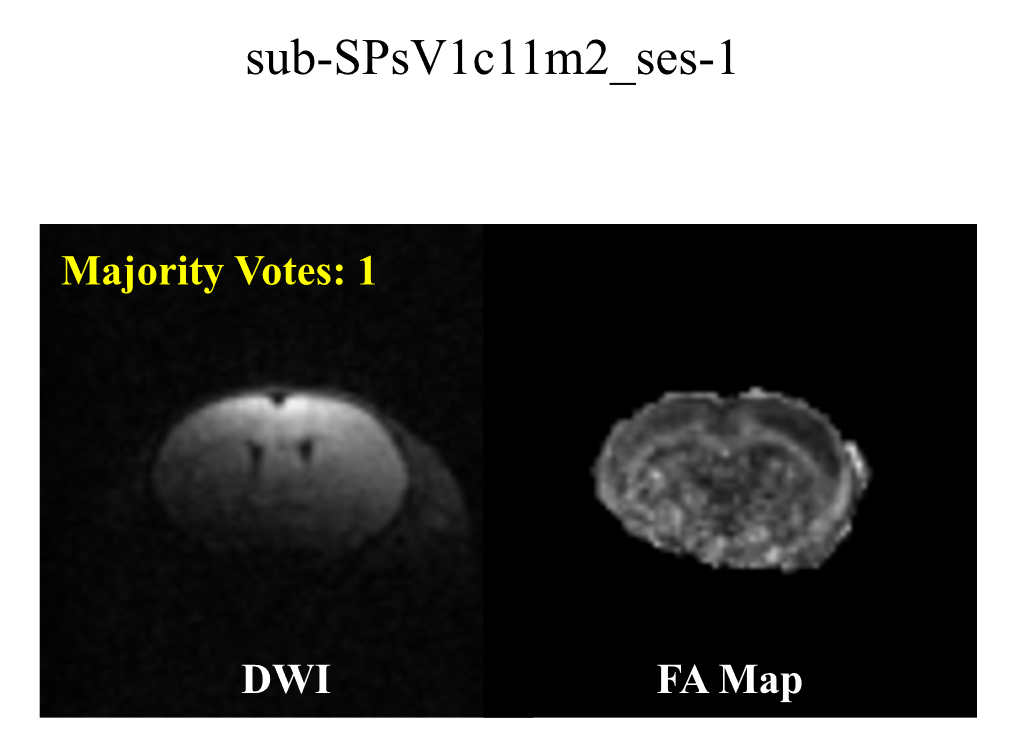 sub-SPsV1c11m2_ses-1
Majority Votes: 1
DWI
FA Map